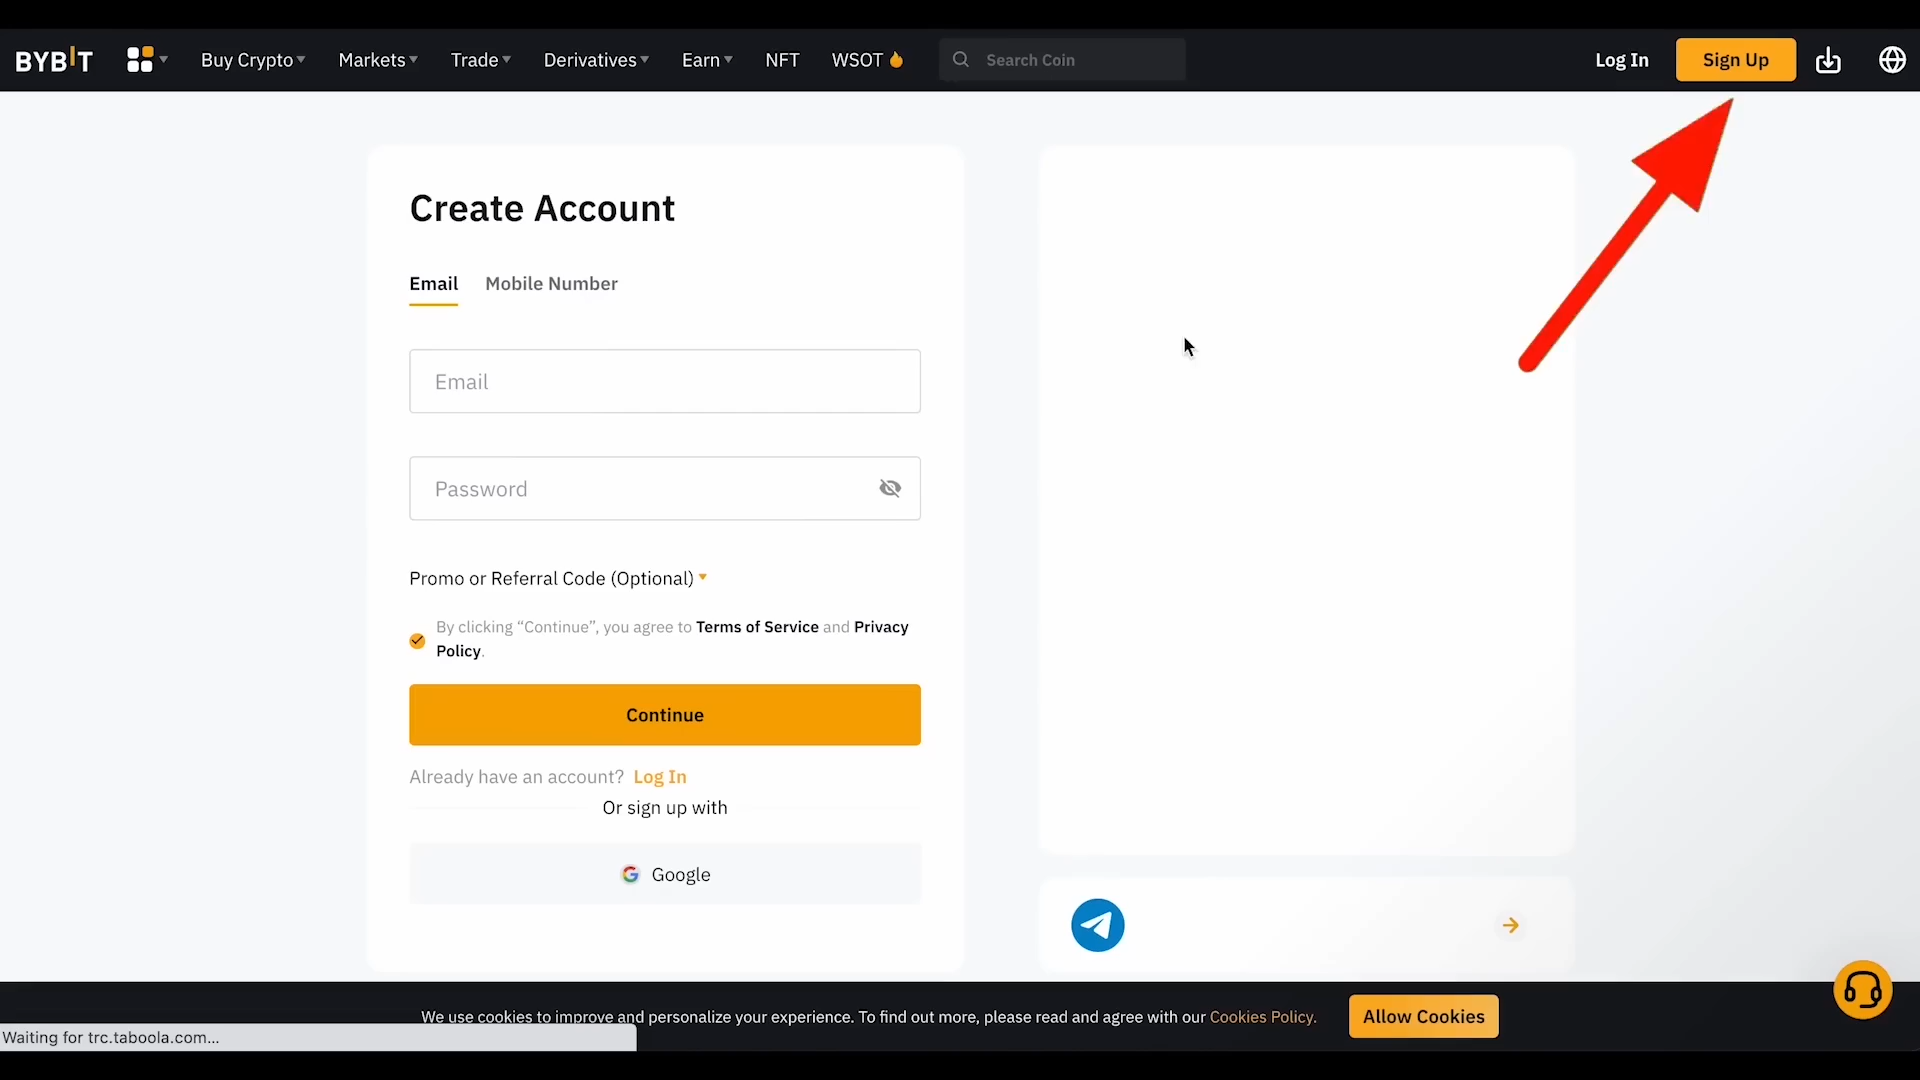 BYBIT
Buy Crypto
Markets
Trade
Derivatives
Earn
NFT
WSOT
Search Coin
Log In
Sign Up
Create Account
Email
Mobile Number
Email
Password
Promo or Referral Code (Optional)
By clicking “Continue”, you agree to Terms of Service and Privacy
Policy.
Continue
Already have an account? Log In
Or sign up with
Google
We use cookies to improve and personalize your experience. To find out more, please read and agree with our Cookies Policy.
Allow Cookies
Waiting for trc.taboola.com...